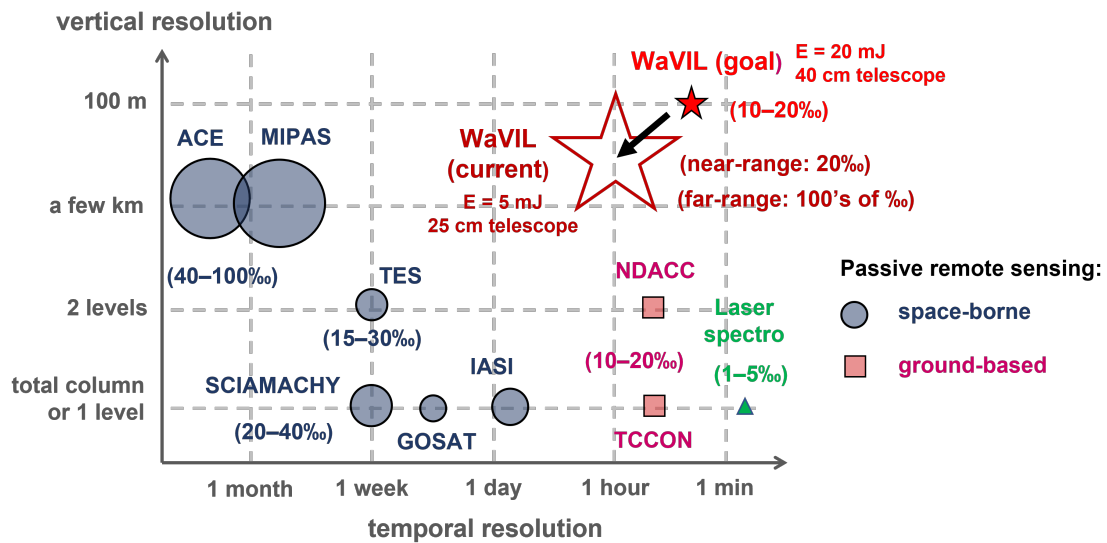 vertical resolution
WaVIL (goal)
E = 20 mJ
40 cm telescope
100 m
(10–20‰)
ACE
MIPAS
WaVIL
(current)
(near-range: 20‰)
a few km
E = 5 mJ
(far-range: 100's of ‰)
25 cm telescope
(40–100‰)
TES
NDACC
Passive remote sensing:
2 levels
Laser
spectro
space-borne
(15–30‰)
(10–20‰)
ground-based
IASI
(1–5‰)
total column
or 1 level
SCIAMACHY
(20–40‰)
GOSAT
TCCON
1 month
1 week
1 day
1 hour
1 min
temporal resolution